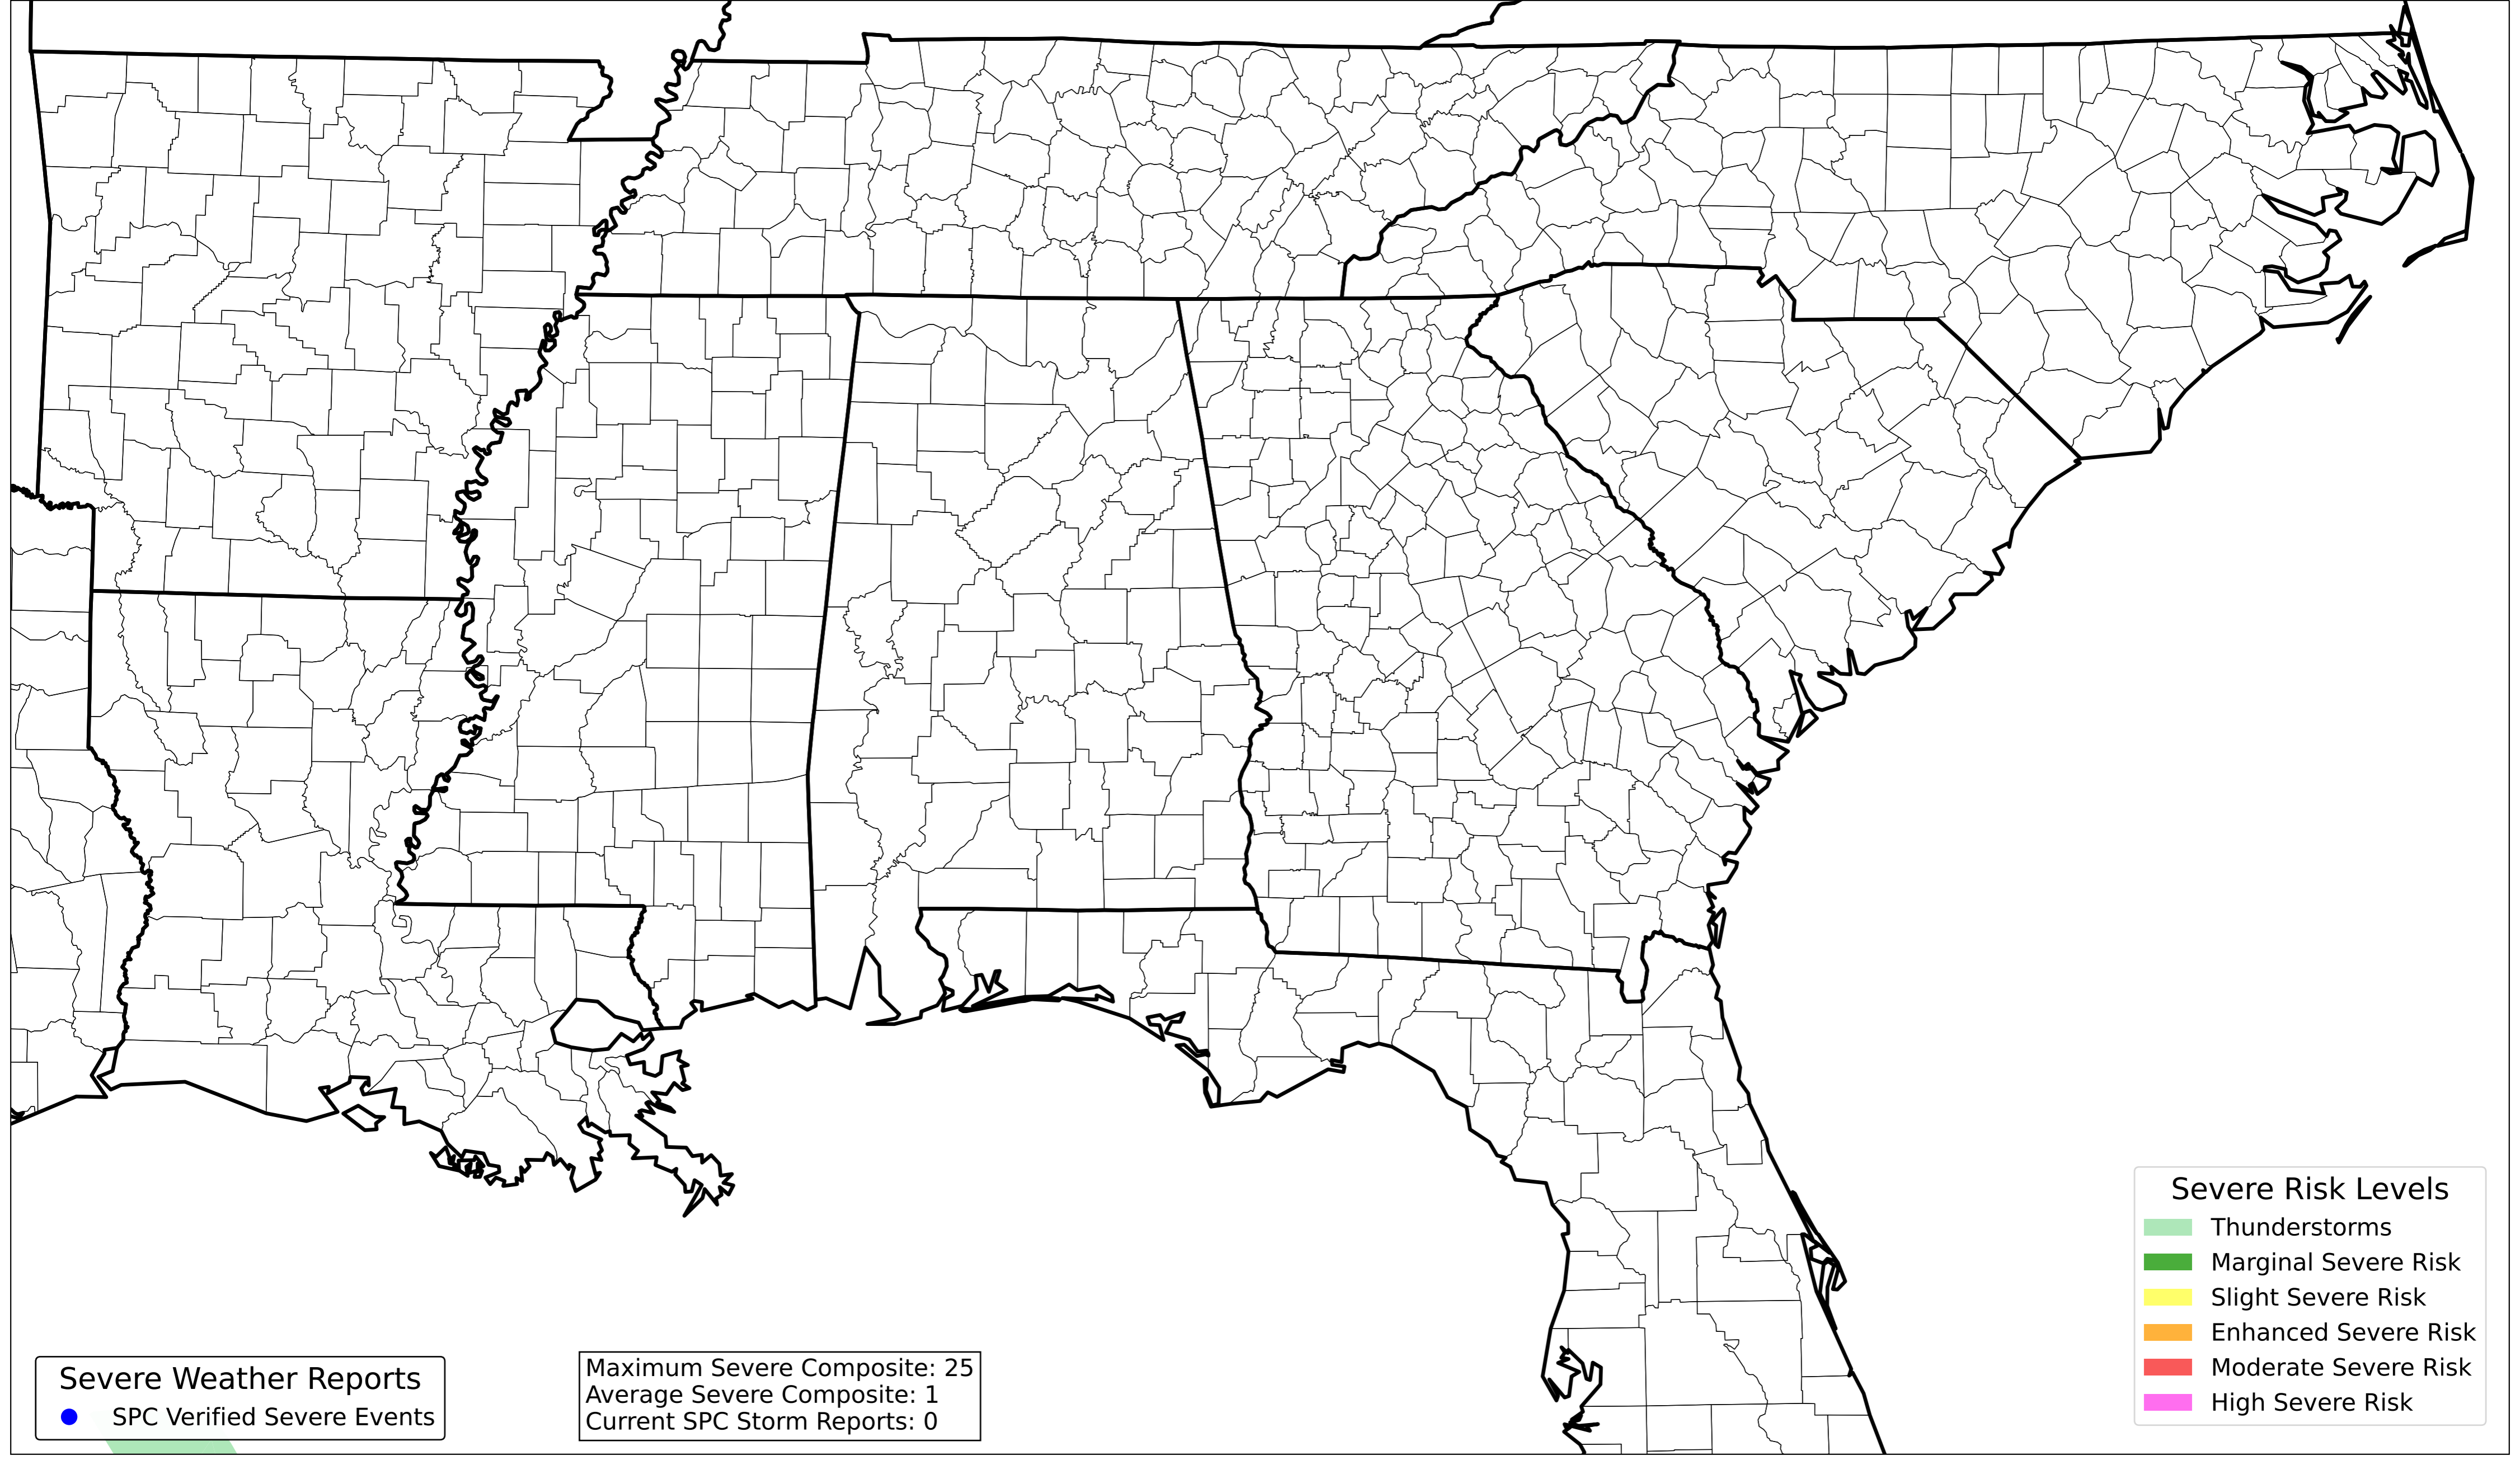 Severe Risk Levels
Thunderstorms
Marginal Severe Risk
Slight Severe Risk
Enhanced Severe Risk
Moderate Severe Risk
High Severe Risk
Severe Weather Reports
SPC Verified Severe Events
Maximum Severe Composite: 25
Average Severe Composite: 1
Current SPC Storm Reports: 0